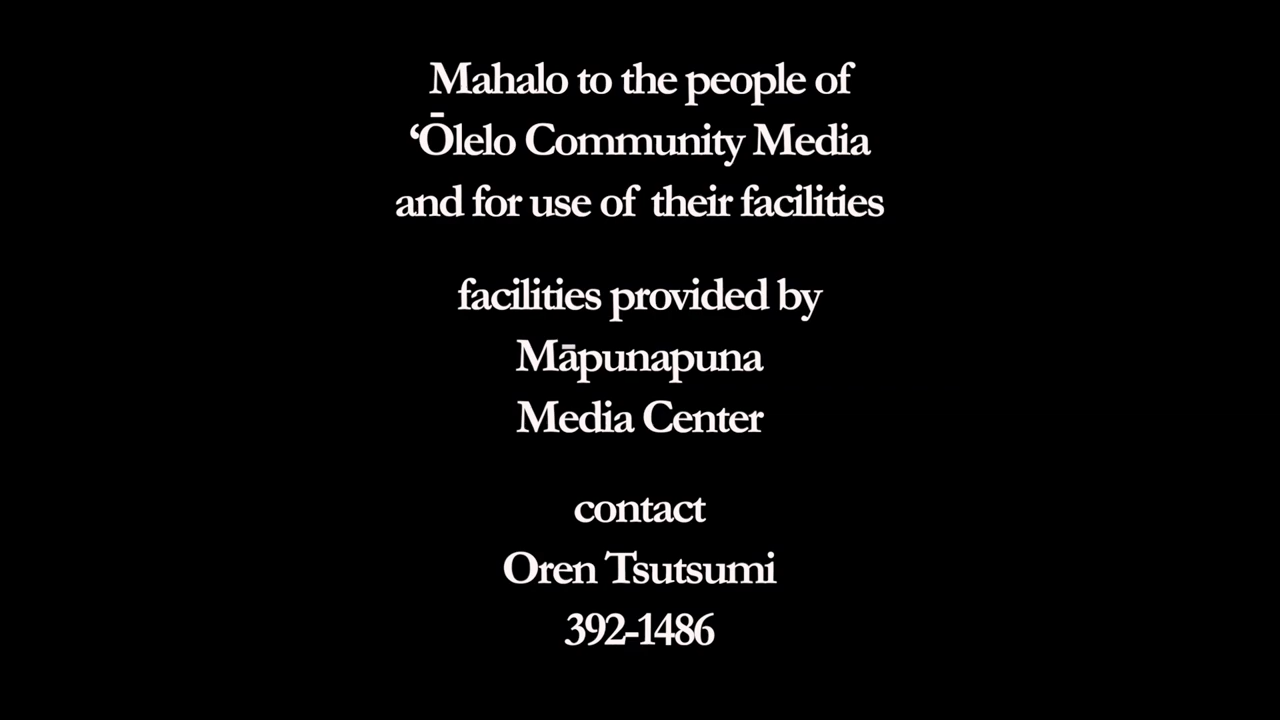 Mahalo to the people of
‘Ōlelo Community Media
and for use of their facilities
facilities provided by
Māpunapuna
Media Center
contact
Oren Tsutsumi
392-1486